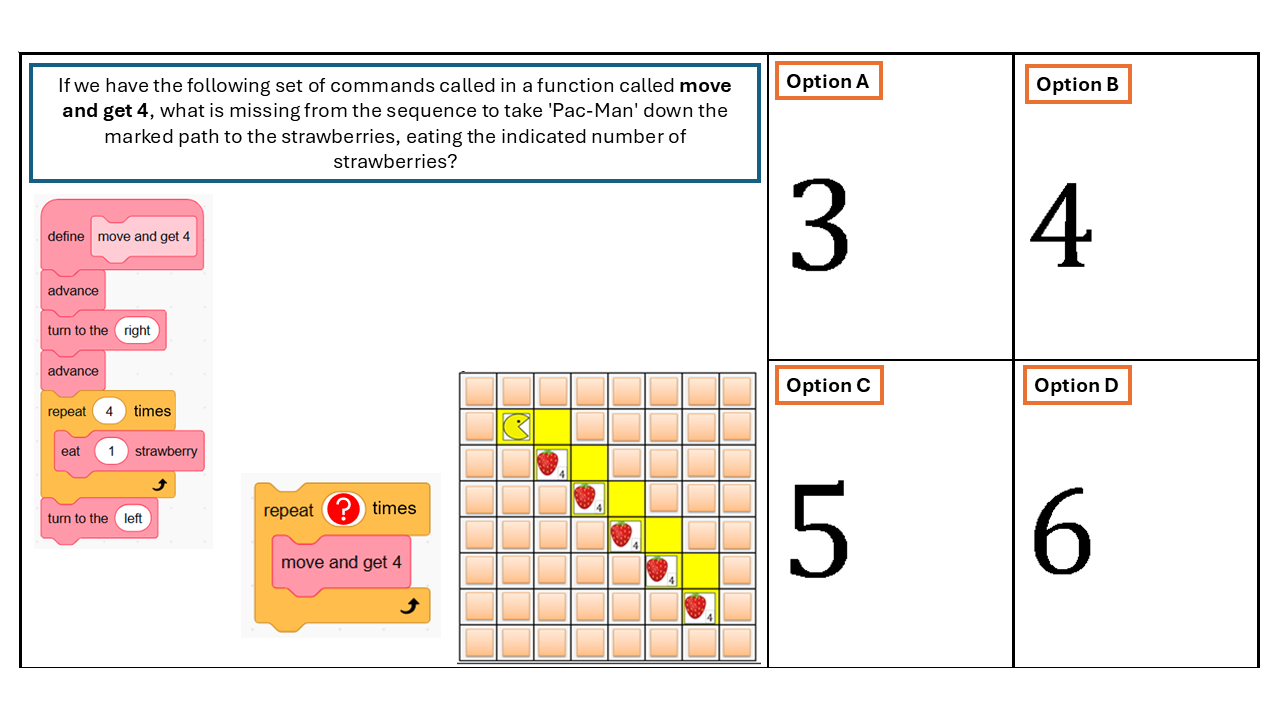 If we have the following set of commands called in a function called move
and get 4, what is missing from the sequence to take 'Pac-Man' down the
marked path to the strawberries, eating the indicated number of
strawberries?
define move and get 4
advance
turn to the right
advance
repeat 4 times
eat 1 strawberry
turn to the left
repeat ? times
move and get 4
4
4
4
4
4
Option A
3
Option B
4
Option C
5
Option D
6